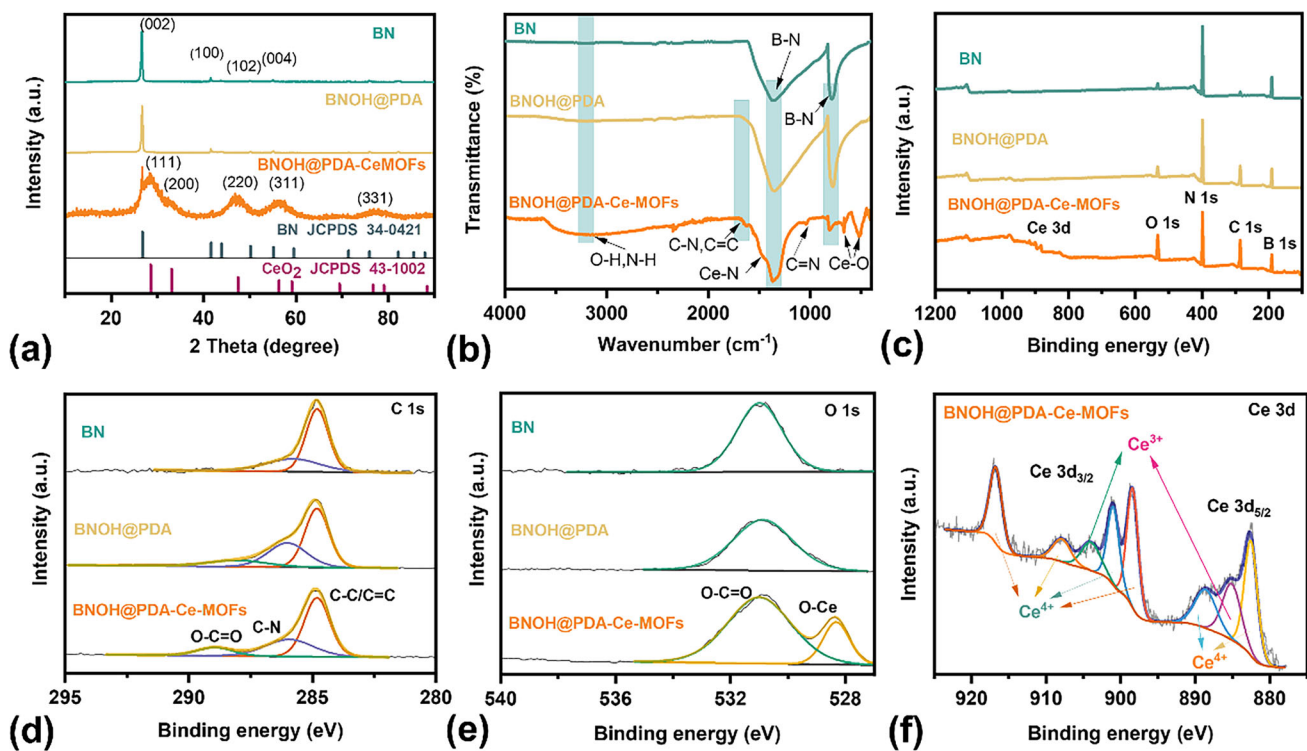 (002)
BN
(100)
(102)
(004)
BNOH@PDA
BNOH@PDA-CeMOFs
(111)
(200)
(220)
(311)
(331)
BN JCPDS 34-0421
CeO2 JCPDS 43-1002
10 20 40 60 80
2 Theta (degree)
Intensity (a.u.)
(a)
BN
B-N
BNOH@PDA
B-N
BNOH@PDA-Ce-MOFs
C-N,C=C
O-H,N-H
Ce-N
C=N
Ce-O
4000 3000 2000 1000
Wavenumber (cm⁻¹)
Transmittance (%)
(b)
BN
BNOH@PDA
BNOH@PDA-Ce-MOFs
Ce 3d
O 1s
N 1s
C 1s
B 1s
1200 1000 800 600 400 200
Binding energy (eV)
Intensity (a.u.)
(c)
C 1s
BN
BNOH@PDA
BNOH@PDA-Ce-MOFs
O-C=O
C-N
C-C/C=C
295 290 285 280
Binding energy (eV)
Intensity (a.u.)
(d)
O 1s
BN
BNOH@PDA
BNOH@PDA-Ce-MOFs
O-C=O
O-Ce
540 536 532 528
Binding energy (eV)
Intensity (a.u.)
(e)
BNOH@PDA-Ce-MOFs
Ce 3d
Ce³⁺
Ce 3d3/2
Ce 3d5/2
Ce⁴⁺
Ce⁴⁺
920 910 900 890 880
Binding energy (eV)
Intensity (a.u.)
(f)